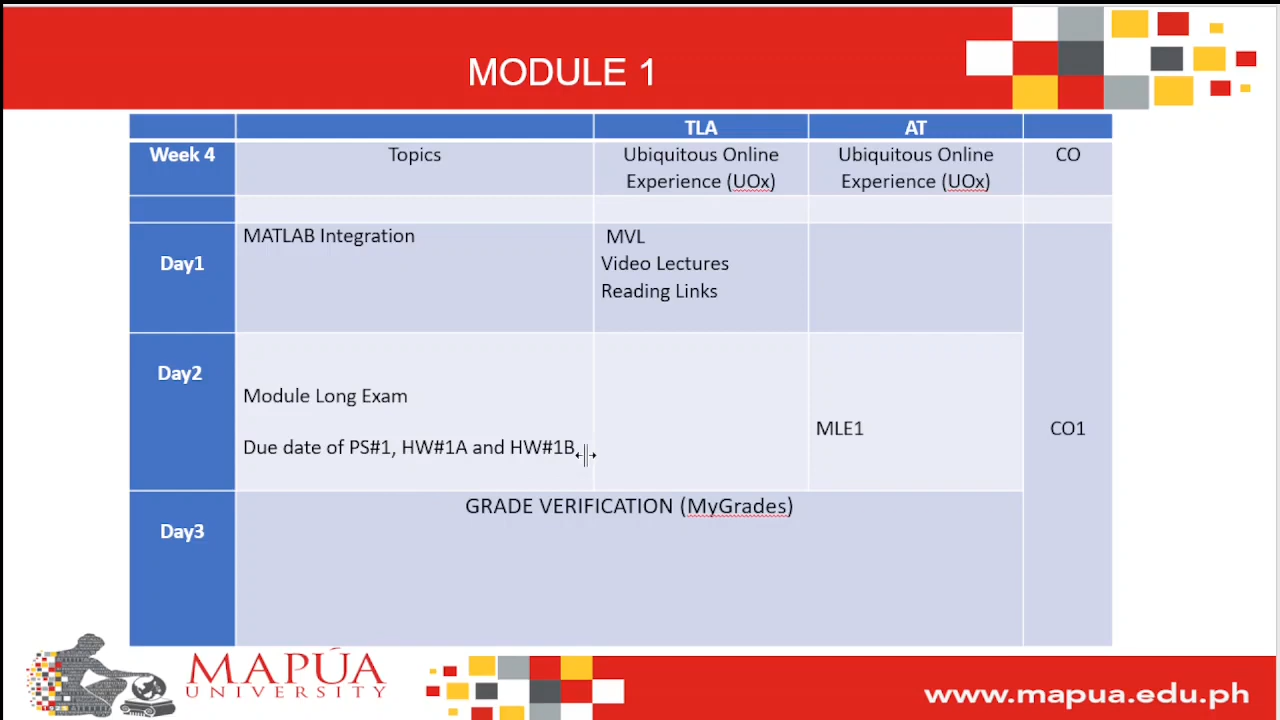 MODULE 1
TLA
AT
Week 4
Topics
Ubiquitous Online
Experience (UOx)
Ubiquitous Online
Experience (UOx)
CO
Day1
MATLAB Integration
MVL
Video Lectures
Reading Links
Day2
Module Long Exam
Due date of PS#1, HW#1A and HW#1B
MLE1
CO1
Day3
GRADE VERIFICATION (MyGrades)
MAPÚA
UNIVERSITY
www.mapua.edu.ph